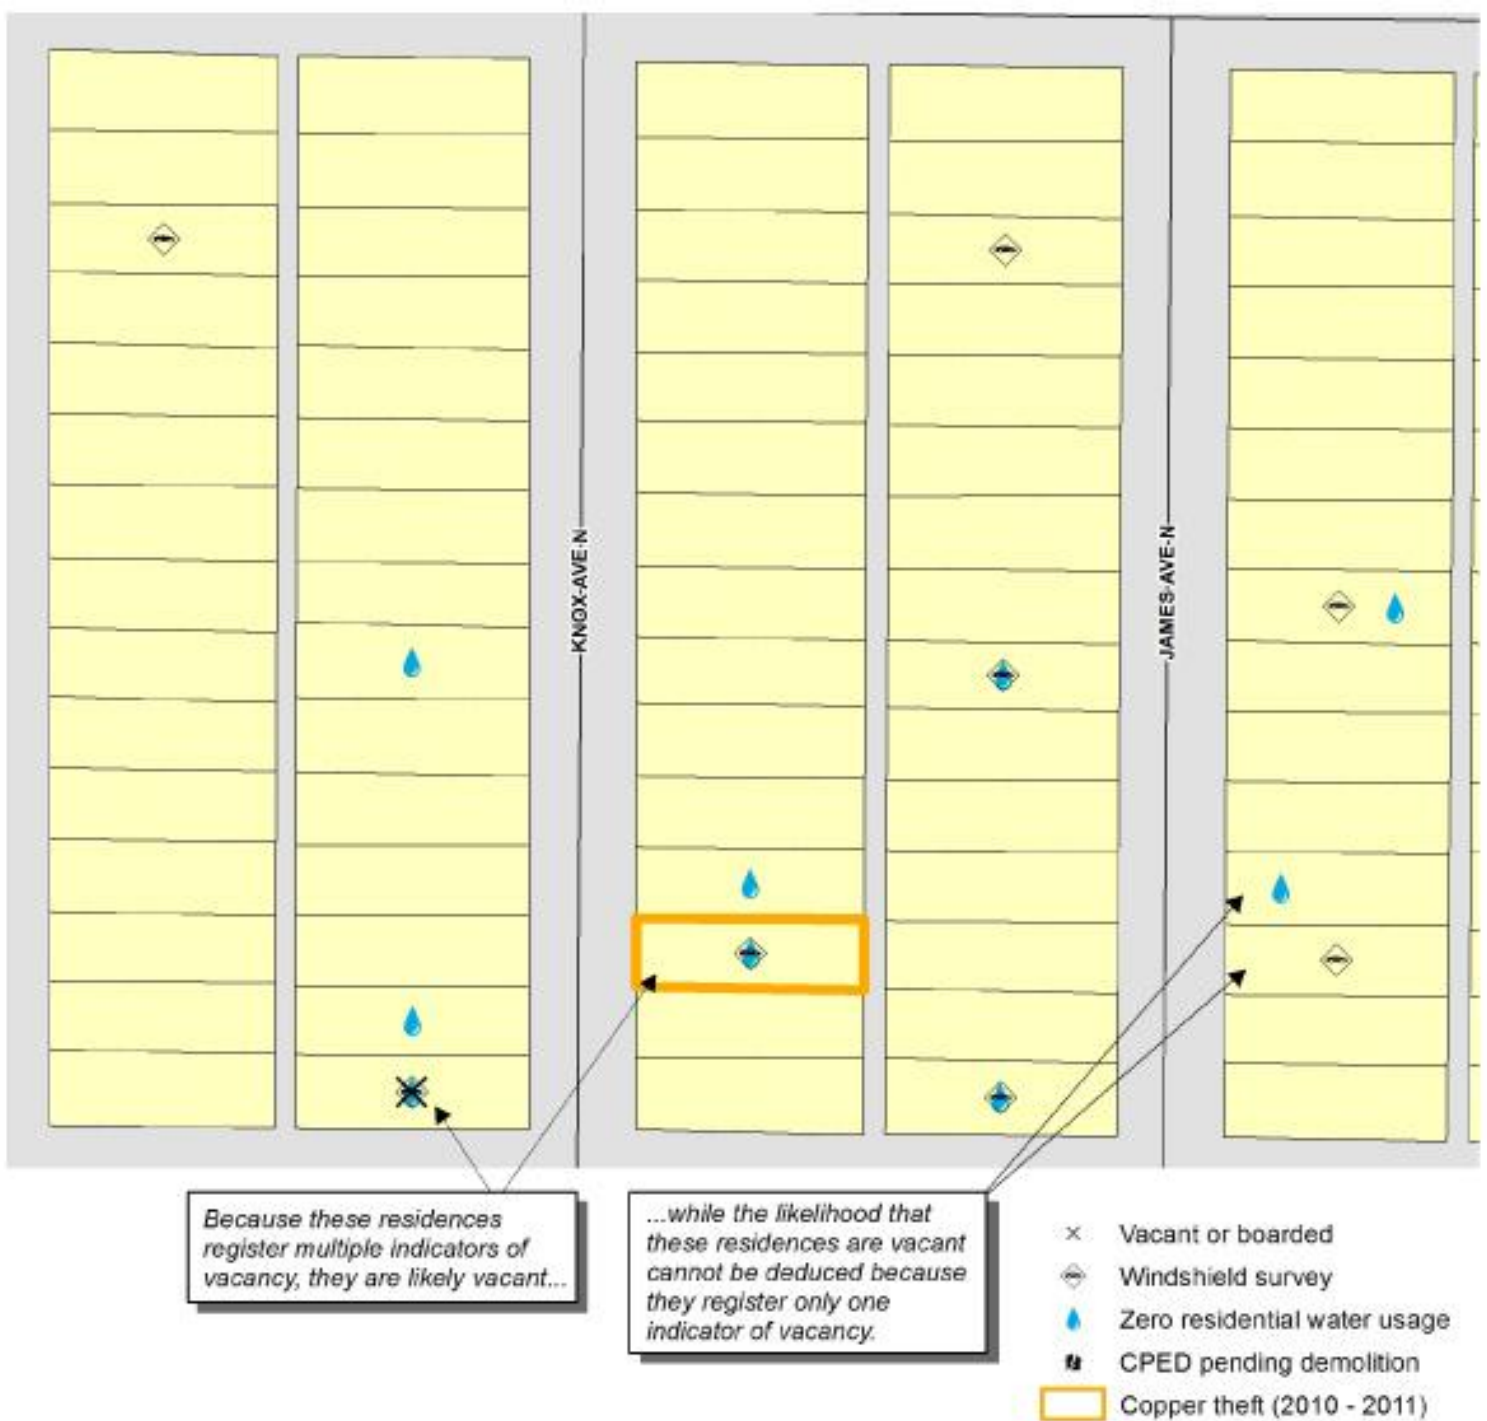 KNOX-AVE-N
JAMES-AVE-N
Because these residences
register multiple indicators of
vacancy, they are likely vacant...
...while the likelihood that
these residences are vacant
cannot be deduced because
they register only one
indicator of vacancy.
Vacant or boarded
Windshield survey
Zero residential water usage
CPED pending demolition
Copper theft (2010 - 2011)